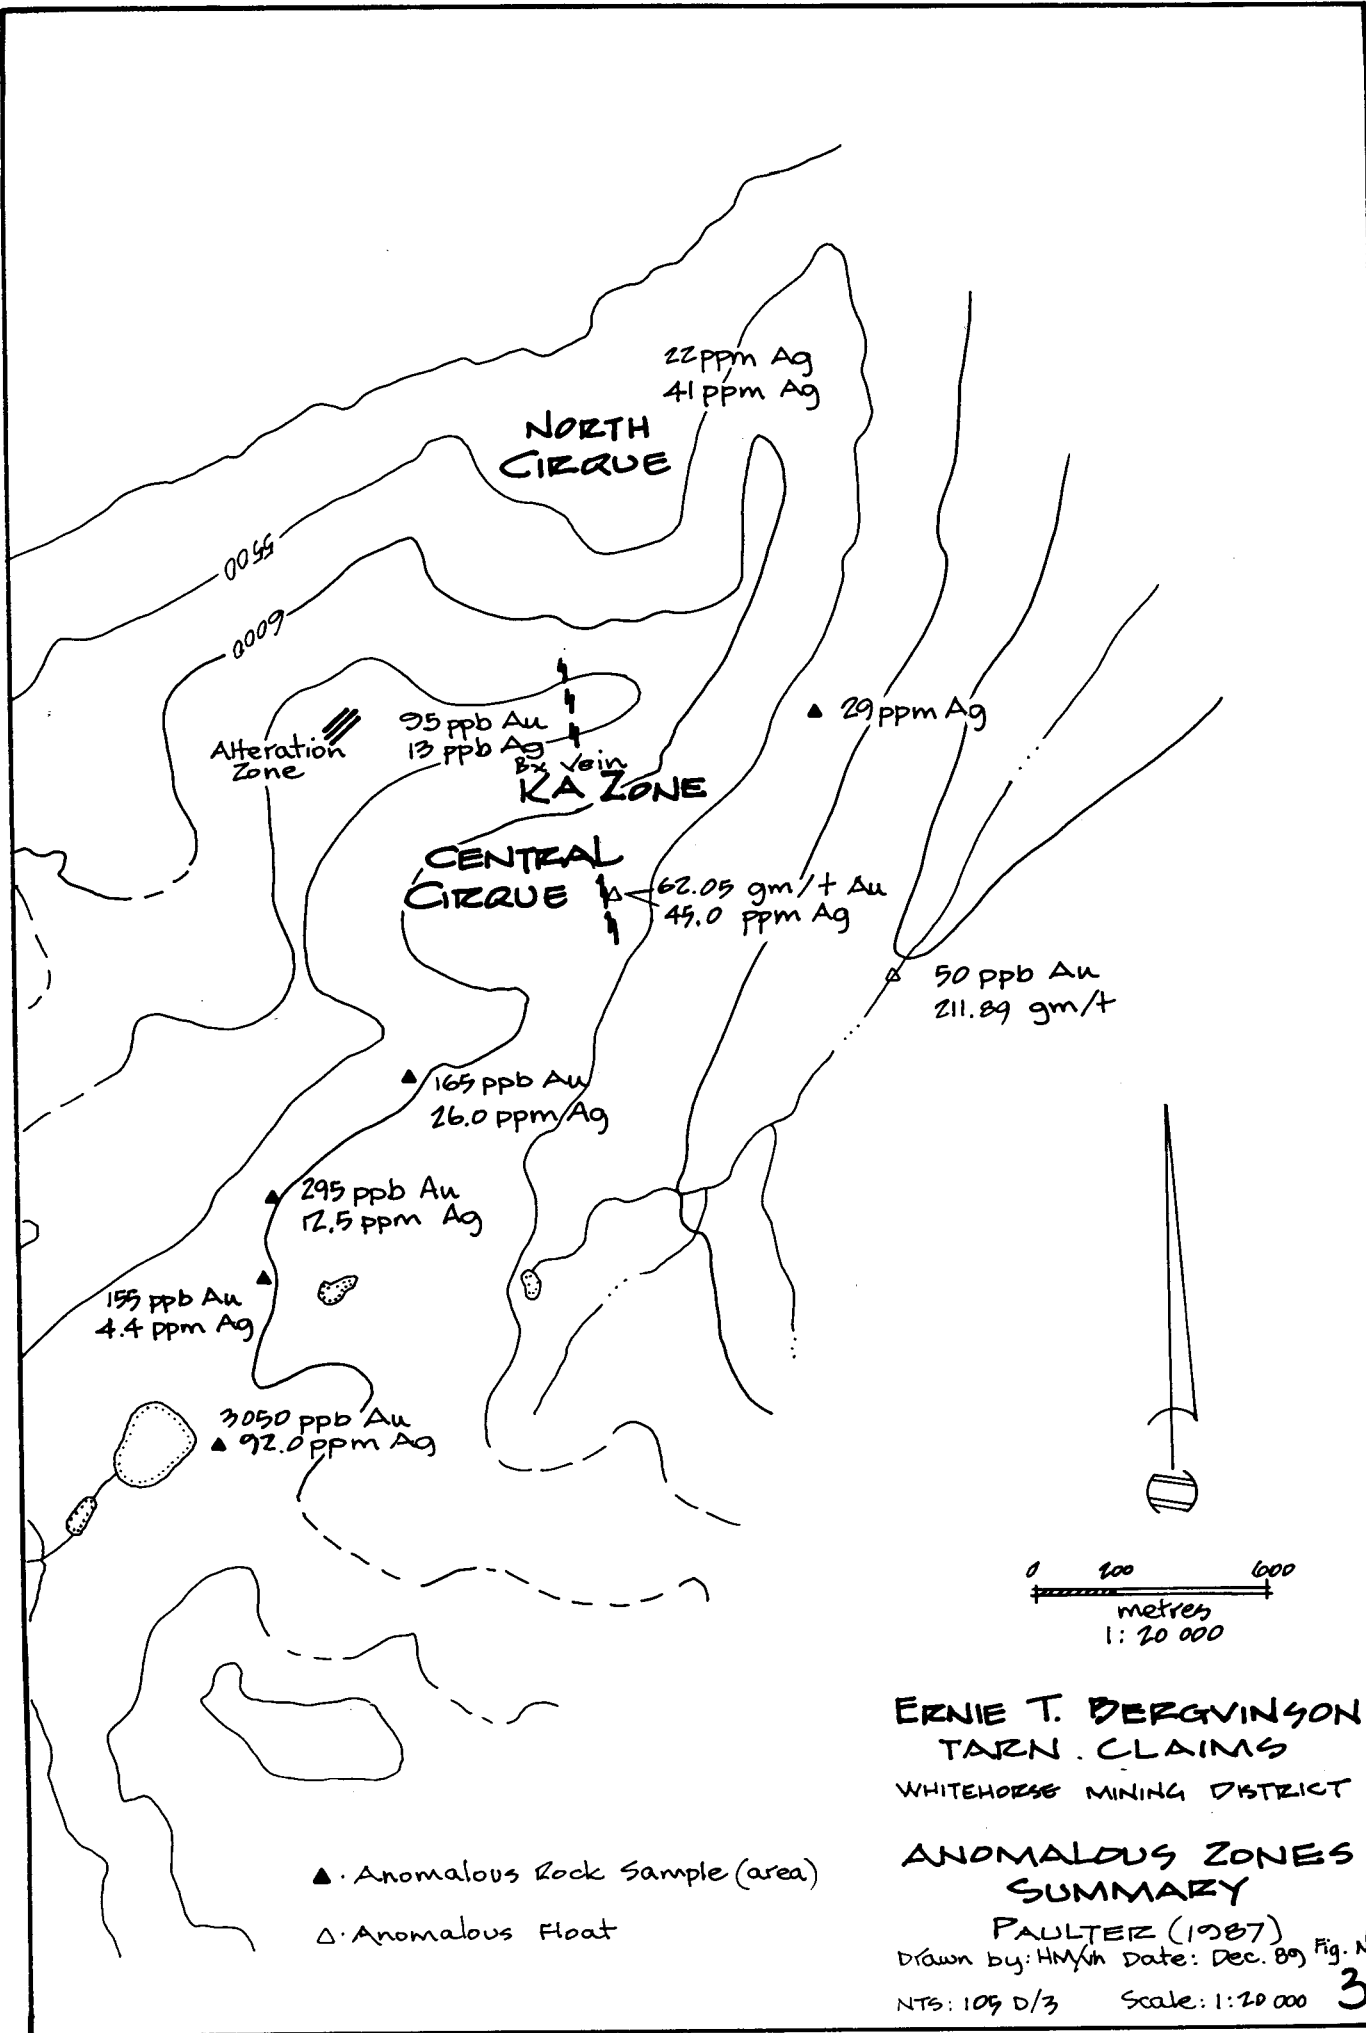 22 ppm Ag
41 ppm Ag
NORTH
CIRQUE
5500
6000
Alteration
Zone
95 ppb Au
13 ppb Ag
Bx Vein
KA ZONE
29 ppm Ag
CENTRAL
CIRQUE
62.05 gm/t Au
45.0 ppm Ag
50 ppb Au
211.89 gm/t
165 ppb Au
26.0 ppm Ag
295 ppb Au
12.5 ppm Ag
155 ppb Au
4.4 ppm Ag
3050 ppb Au
92.0 ppm Ag
0 200 600
metres
1: 20 000
ERNIE T. BERGVINSON
TARN. CLAIMS
WHITEHORSE MINING DISTRICT
ANOMALOUS ZONES
SUMMARY
PAULTER (1987)
Drawn by: HM/vh Date: Dec. 89 Fig. N
NTS: 105 D/3 Scale: 1:20 000 3
▲. Anomalous Rock Sample (area)
△. Anomalous Float